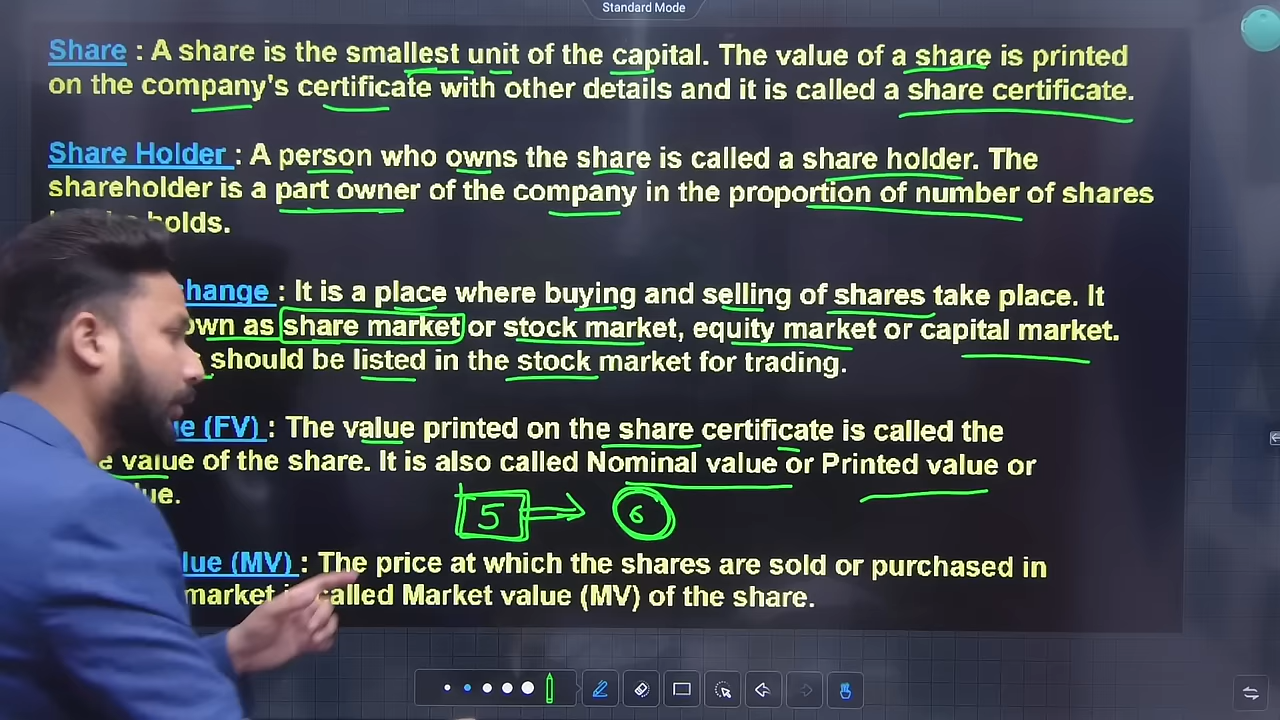 Standard Mode
Share : A share is the smallest unit of the capital. The value of a share is printed
on the company's certificate with other details and it is called a share certificate.
Share Holder : A person who owns the share is called a share holder. The
shareholder is a part owner of the company in the proportion of number of shares
holds.
change : It is a place where buying and selling of shares take place. It
own as share market or stock market, equity market or capital market.
should be listed in the stock market for trading.
e (FV) : The value printed on the share certificate is called the
e value of the share. It is also called Nominal value or Printed value or
ue.
5 6
lue (MV) : The price at which the shares are sold or purchased in
market called Market value (MV) of the share.